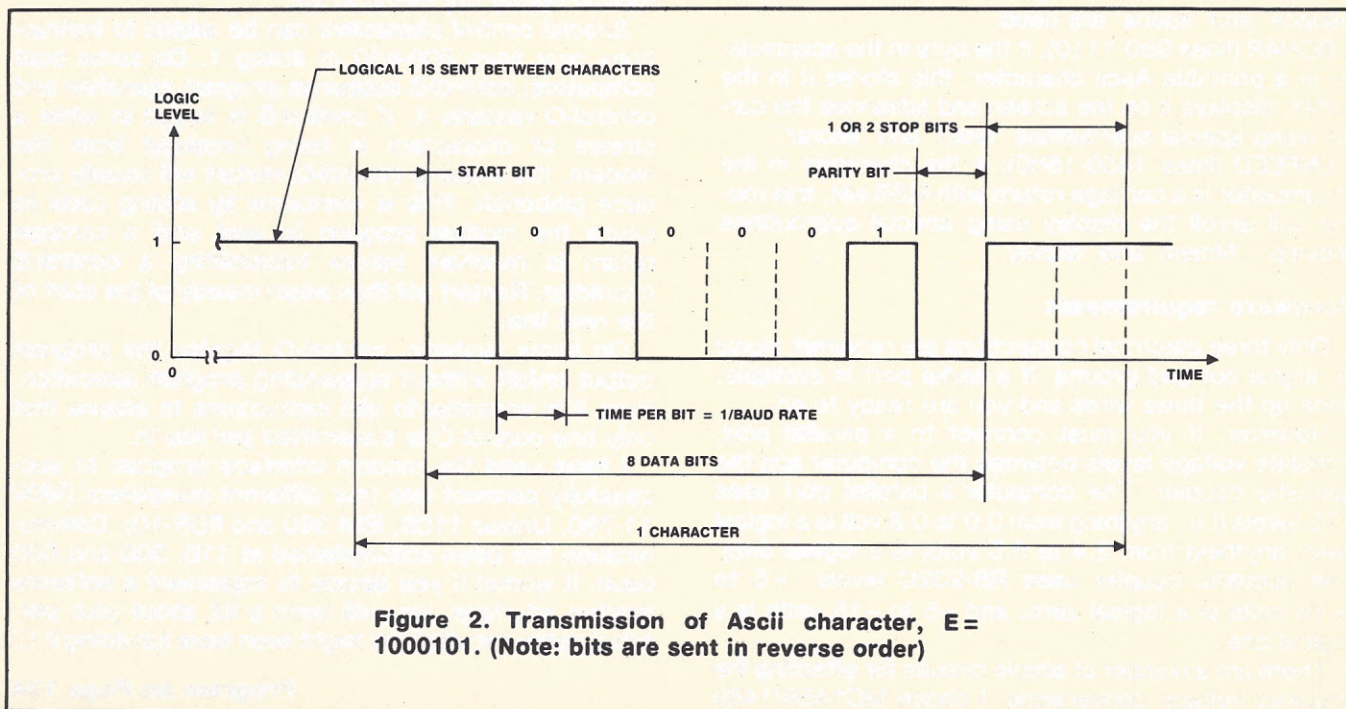 LOGICAL 1 IS SENT BETWEEN CHARACTERS
LOGIC
LEVEL
1 OR 2 STOP BITS
START BIT
PARITY BIT
1 0 1 0 0 0 1
1
0
0
TIME
TIME PER BIT = 1/BAUD RATE
8 DATA BITS
1 CHARACTER
Figure 2. Transmission of Ascii character, E=
1000101. (Note: bits are sent in reverse order)